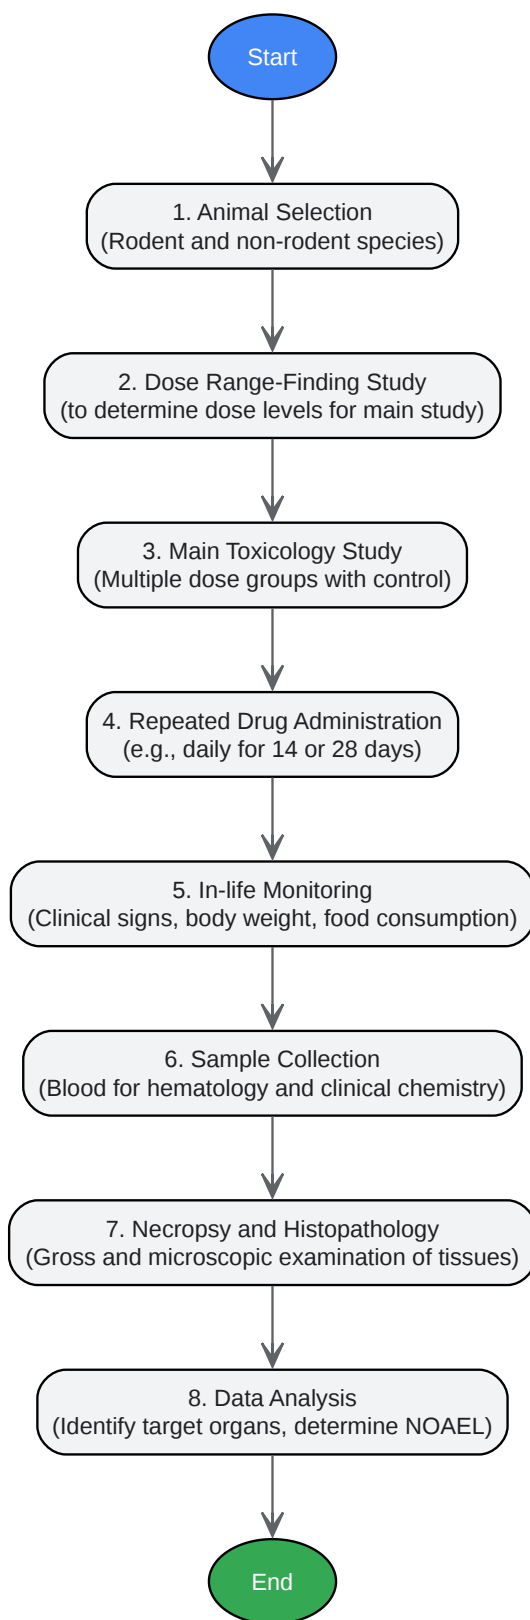 Start
1. Animal Selection
(Rodent and non-rodent species)
2. Dose Range-Finding Study
(to determine dose levels for main study)
3. Main Toxicology Study
(Multiple dose groups with control)
4. Repeated Drug Administration
(e.g., daily for 14 or 28 days)
5. In-life Monitoring
(Clinical signs, body weight, food consumption)
6. Sample Collection
(Blood for hematology and clinical chemistry)
7. Necropsy and Histopathology
(Gross and microscopic examination of tissues)
8. Data Analysis
(Identify target organs, determine NOAEL)
End